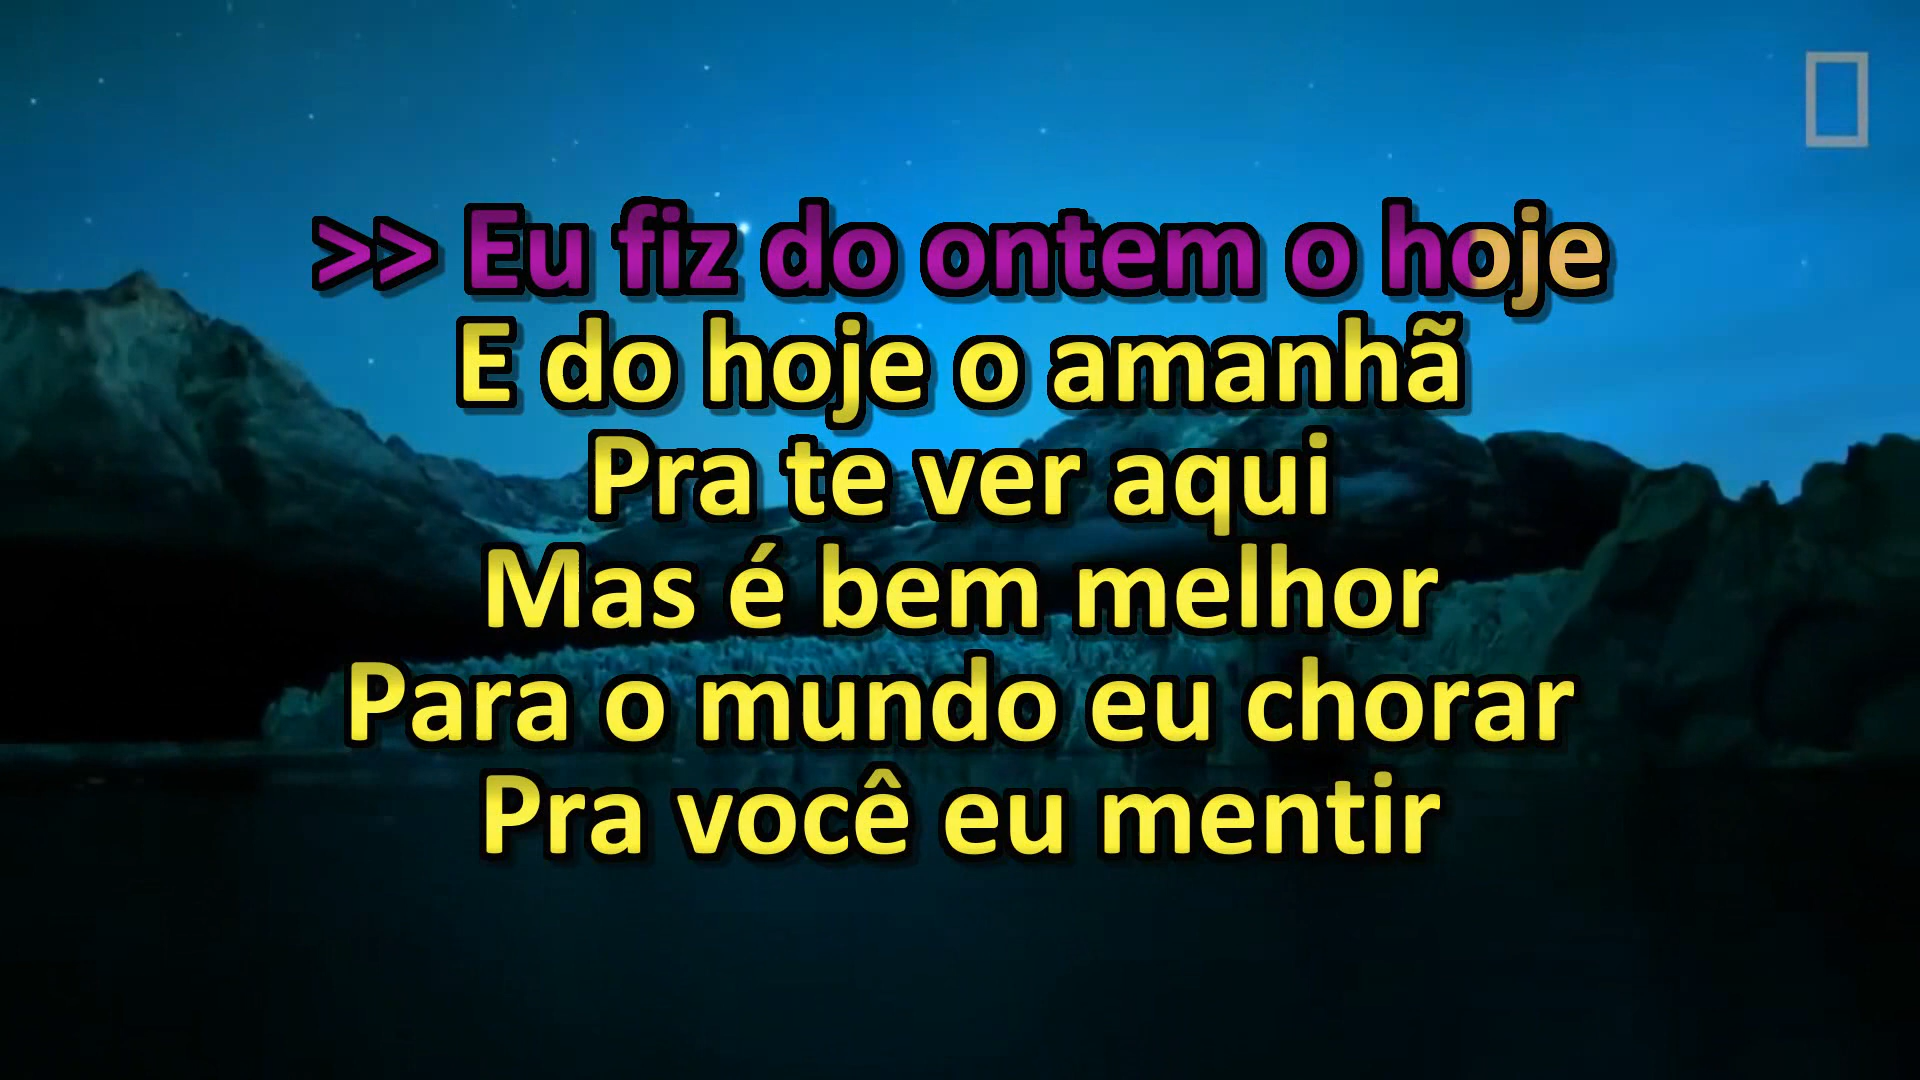 >> Eu fiz do ontem o hoje
E do hoje o amanhã
Pra te ver aqui
Mas é bem melhor
Para o mundo eu chorar
Pra você eu mentir